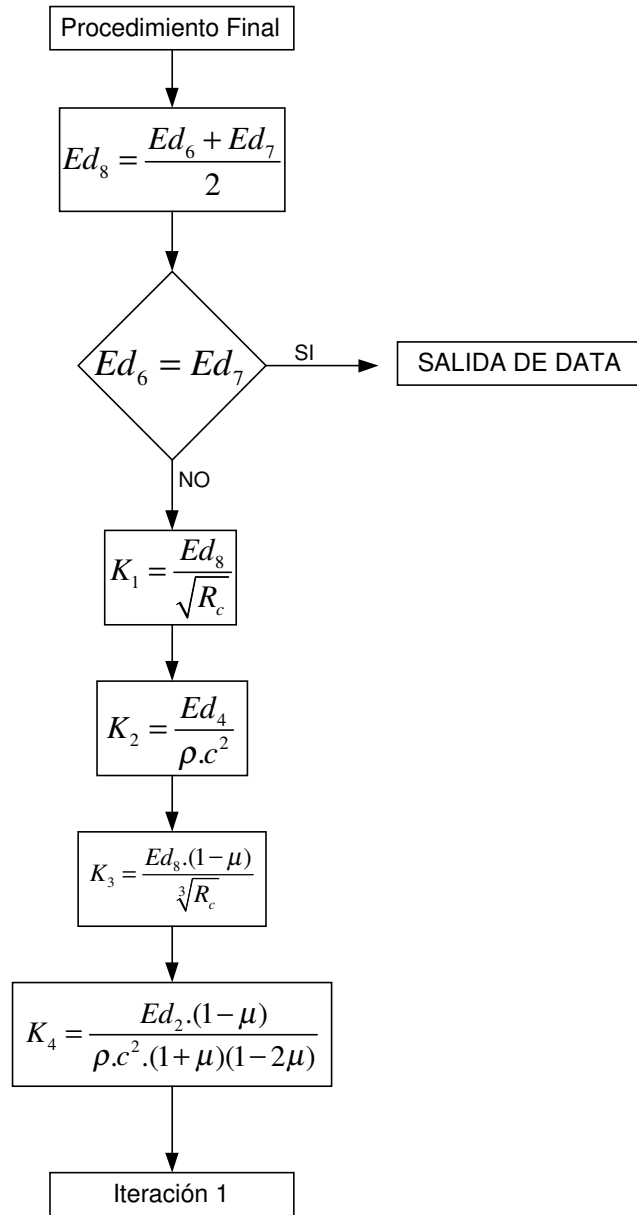 Procedimiento Final
Ed₈ = (Ed₆ + Ed₇) / 2
Ed₆ = Ed₇
SI
SALIDA DE DATA
NO
K₁ = Ed₈ / √R_c
K₂ = Ed₄ / ρ.c²
K₃ = Ed₈.(1−μ) / ∛R_c
K₄ = Ed₂.(1−μ) / ρ.c².(1+μ)(1−2μ)
Iteración 1